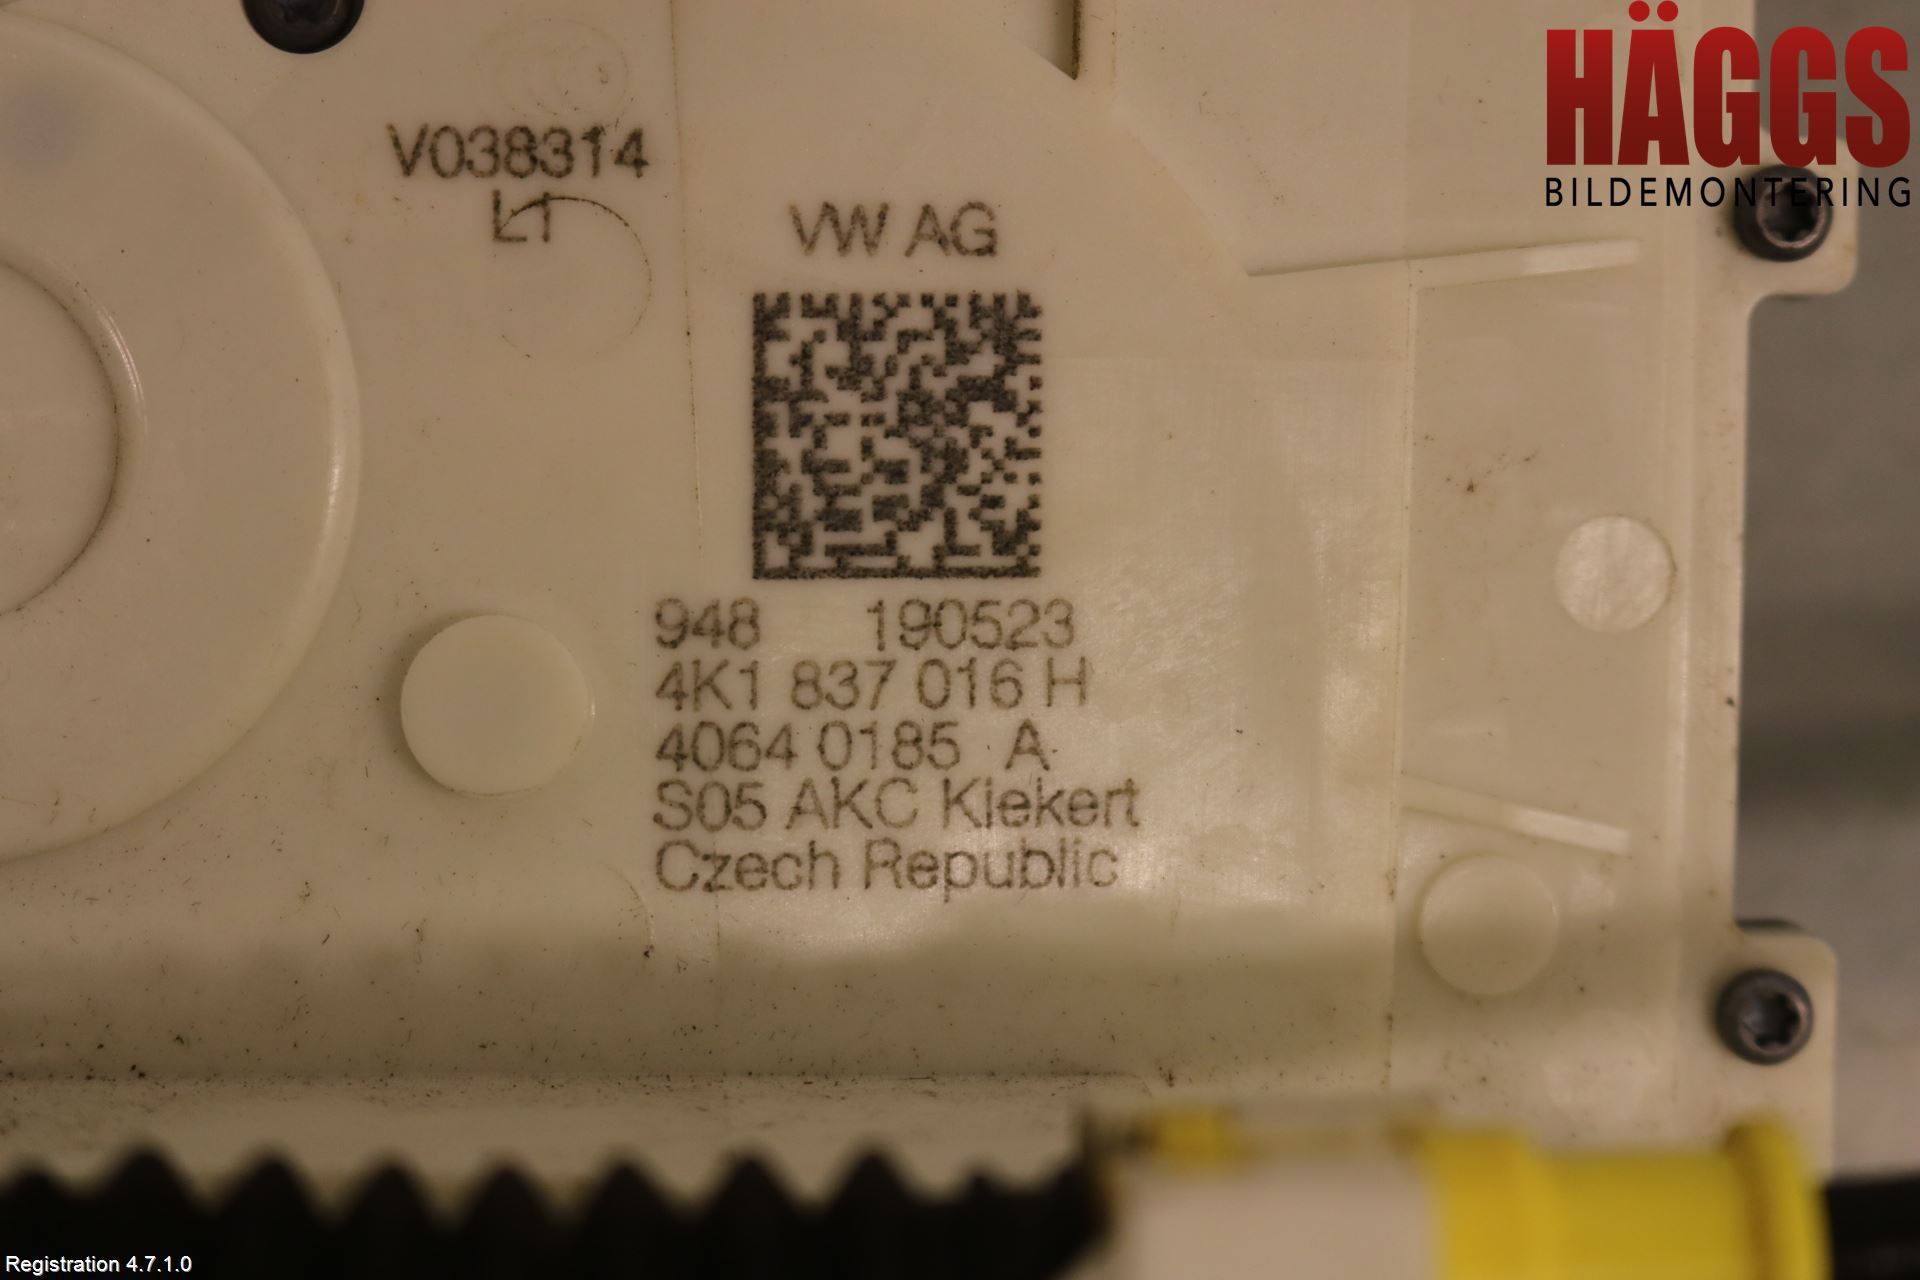 HÄGGS
BILDEMONTERING
V038314
L1
VW AG
948 190523
4K1 837 016 H
4064 0185 A
S05 AKC Kiekert
Czech Republic
Registration 4.7.1.0